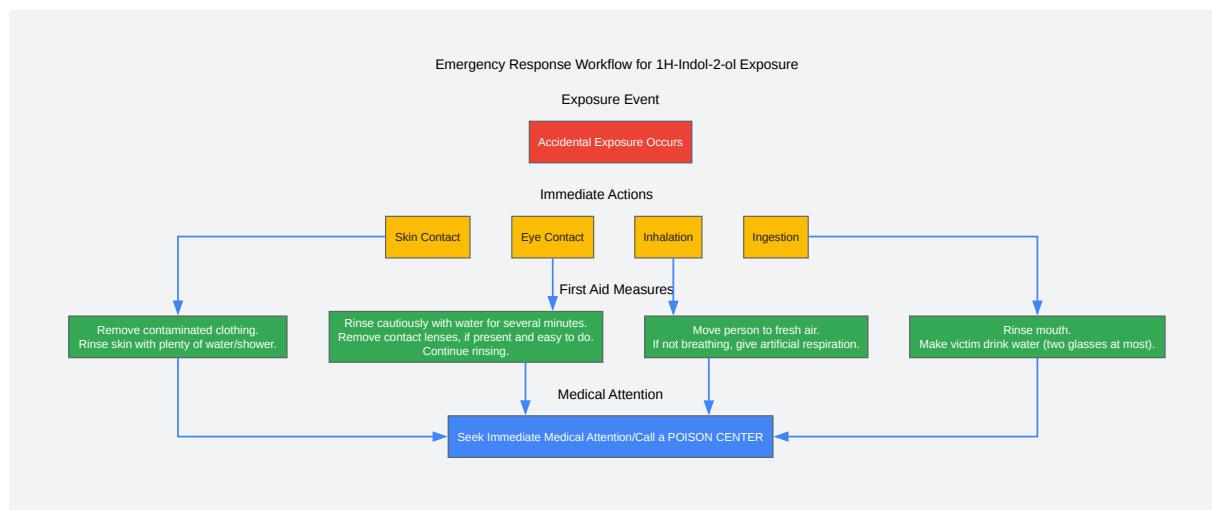 Emergency Response Workflow for 1H-Indol-2-ol Exposure
Exposure Event
Accidental Exposure Occurs
Immediate Actions
Skin Contact
Eye Contact
Inhalation
Ingestion
First Aid Measures
Remove contaminated clothing.
Rinse skin with plenty of water/shower.
Rinse cautiously with water for several minutes.
Remove contact lenses, if present and easy to do.
Continue rinsing.
Move person to fresh air.
If not breathing, give artificial respiration.
Rinse mouth.
Make victim drink water (two glasses at most).
Medical Attention
Seek Immediate Medical Attention/Call a POISON CENTER